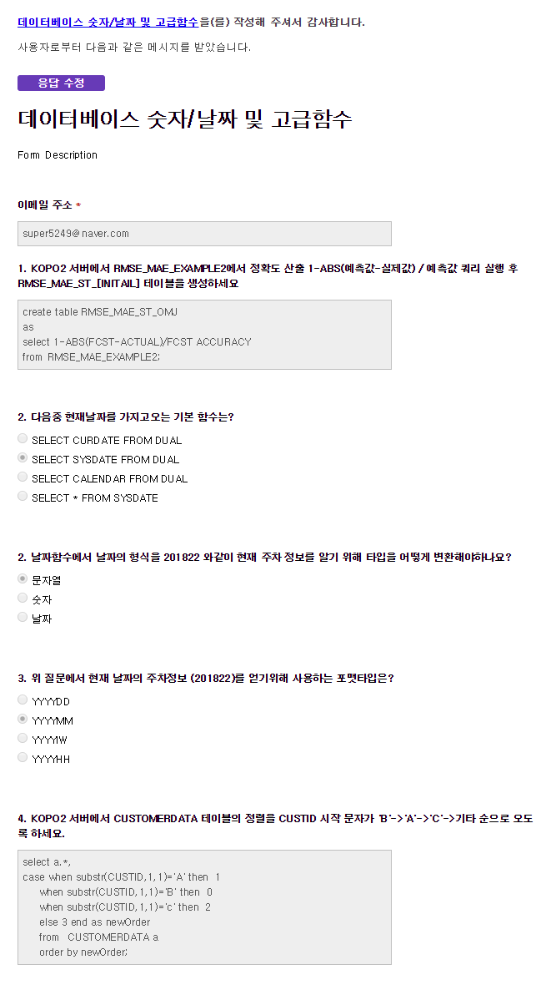 데이터베이스 숫자/날짜 및 고급함수을(를) 작성해 주셔서 감사합니다.
사용자로부터 다음과 같은 메시지를 받았습니다.
응답 수정
데이터베이스 숫자/날짜 및 고급함수
Form Description
이메일 주소 *
super5249@naver.com
1. KOPO2 서버에서 RMSE_MAE_EXAMPLE2에서 정확도 산출 1-ABS(예측값-실제값) / 예측값 쿼리 실행 후
RMSE_MAE_ST_[INITAIL] 테이블을 생성하세요
create table RMSE_MAE_ST_OMJ
as
select 1-ABS(FCST-ACTUAL)/FCST ACCURACY
from RMSE_MAE_EXAMPLE2;
2. 다음중 현재날짜를 가지고오는 기본 함수는?
SELECT CURDATE FROM DUAL
SELECT SYSDATE FROM DUAL
SELECT CALENDAR FROM DUAL
SELECT * FROM SYSDATE
2. 날짜함수에서 날짜의 형식을 201822 와같이 현재 주차 정보를 알기 위해 타입을 어떻게 변환해야하나요?
문자열
숫자
날짜
3. 위 질문에서 현재 날짜의 주차정보 (201822)를 얻기위해 사용하는 포맷타입은?
YYYYDD
YYYYMM
YYYYIW
YYYYHH
4. KOPO2 서버에서 CUSTOMERDATA 테이블의 정렬을 CUSTID 시작 문자가 'B'->'A'->'C'->기타 순으로 오도
록 하세요.
select a.*,
case when substr(CUSTID,1,1)='A' then 1
when substr(CUSTID,1,1)='B' then 0
when substr(CUSTID,1,1)='c' then 2
else 3 end as newOrder
from CUSTOMERDATA a
order by newOrder;